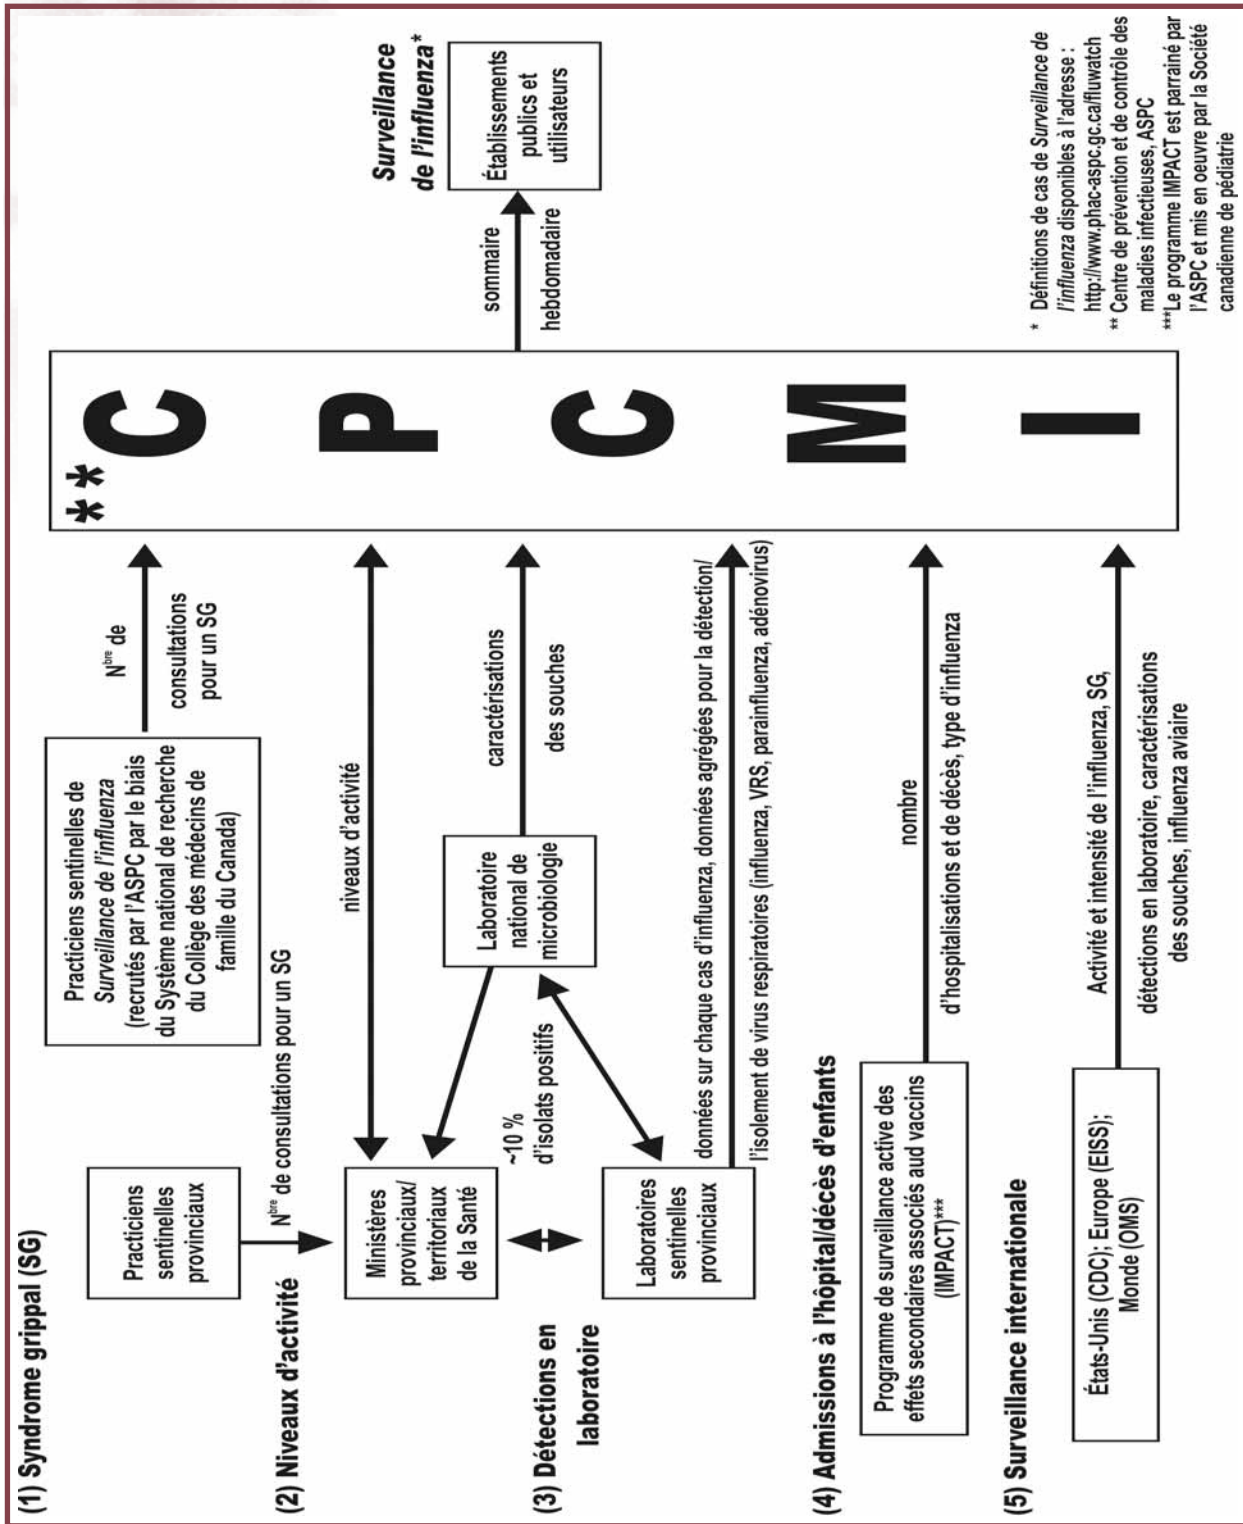 (1) Syndrome grippal (SG)
Practiciens
sentinelles
provinciaux
Nbre de consultations pour un SG
Practiciens sentinelles de
Surveillance de l'influenza
(recrutés par l'ASPC par le biais
du Système national de recherche
du Collège des médecins de
famille du Canada)
Nbre de
consultations
pour un SG
(2) Niveaux d'activité
Ministères
provinciaux/
territoriaux
de la Santé
niveaux d'activité
(3) Détections en
laboratoire
~10 %
d'isolats positifs
Laboratoire
national de
microbiologie
caractérisations
des souches
Laboratoires
sentinelles
provinciaux
données sur chaque cas d'influenza, données agrégées pour la détection/
l'isolement de virus respiratoires (influenza, VRS, parainfluenza, adénovirus)
(4) Admissions à l'hôpital/décès d'enfants
Programme de surveillance active des
effets secondaires associés aud vaccins
(IMPACT)***
nombre
d'hospitalisations et de décès, type d'influenza
(5) Surveillance internationale
États-Unis (CDC); Europe (EISS);
Monde (OMS)
Activité et intensité de l'influenza, SG,
détections en laboratoire, caractérisations
des souches, influenza aviaire
**
C
P
C
M
I
sommaire
hebdomadaire
Surveillance
de l'influenza*
Établissements
publics et
utilisateurs
* Définitions de cas de Surveillance de
l'influenza disponibles à l'adresse :
http://www.phac-aspc.gc.ca/fluwatch
** Centre de prévention et de contrôle des
maladies infectieuses, ASPC
***Le programme IMPACT est parrainé par
l'ASPC et mis en oeuvre par la Société
canadienne de pédiatrie